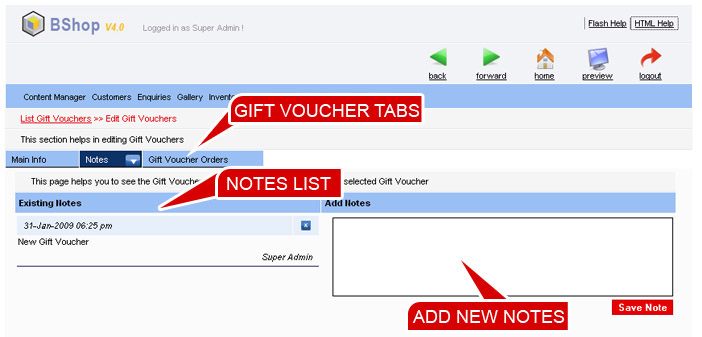 BShop V4.0
Logged in as Super Admin !
Flash Help HTML Help
back forward home preview logout
Content Manager Customers Enquiries Gallery Invento
GIFT VOUCHER TABS
List Gift Vouchers >> Edit Gift Vouchers
This section helps in editing Gift Vouchers
Main Info Notes Gift Voucher Orders
This page helps you to see the Gift Vouche selected Gift Voucher
NOTES LIST
Existing Notes Add Notes
31-Jan-2009 06:25 pm
New Gift Voucher
Super Admin
Save Note
ADD NEW NOTES